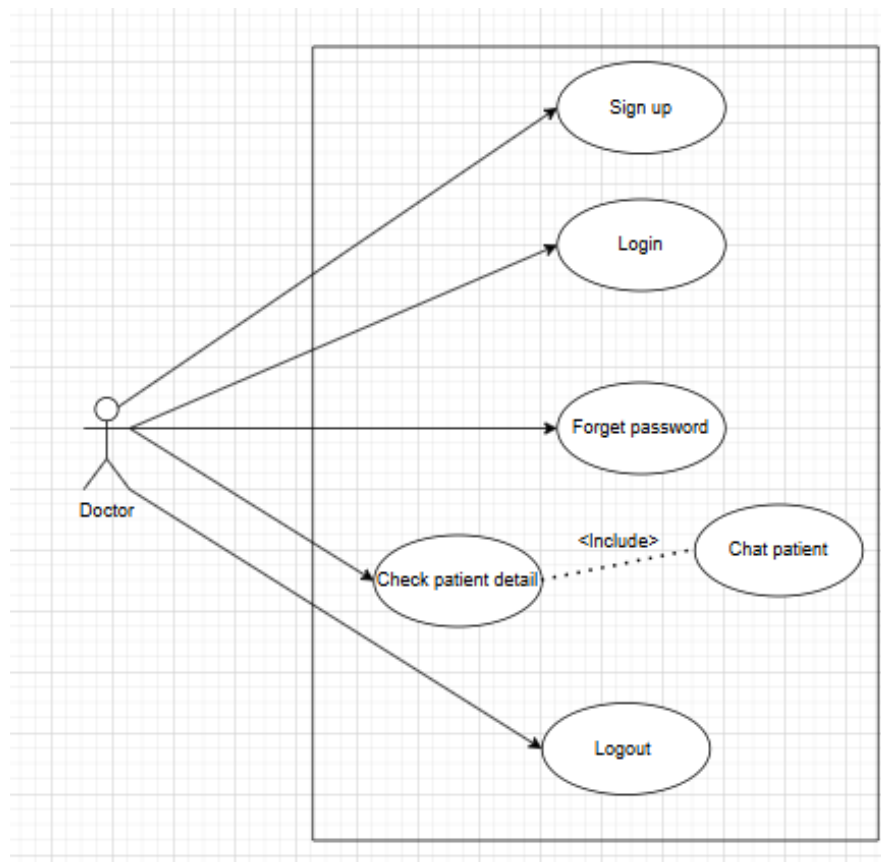 Sign up
Login
Forget password
Doctor
<Include>
Chat patient
Check patient detail
Logout